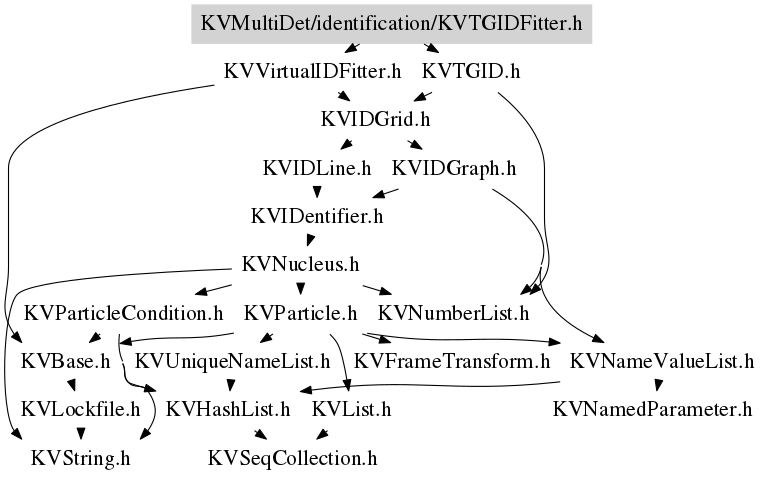 KVMultiDet/identification/KVTGIDFitter.h
KVVirtualIDFitter.h KVTGID.h
KVIDGrid.h
KVIDLine.h KVIDGraph.h
KVIDentifier.h
KVNucleus.h
KVParticleCondition.h KVParticle.h KVNumberList.h
KVBase.h KVUniqueNameList.h KVFrameTransform.h KVNameValueList.h
KVLockfile.h KVHashList.h KVList.h KVNamedParameter.h
KVString.h KVSeqCollection.h